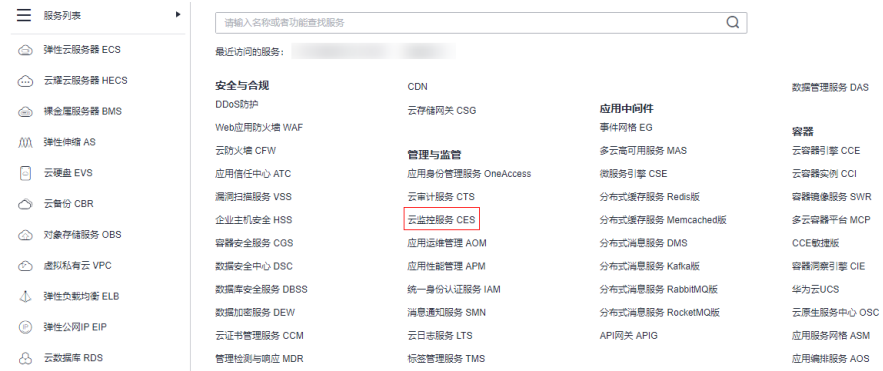 服务列表
弹性云服务器 ECS
云耀云服务器 HECS
裸金属服务器 BMS
弹性伸缩 AS
云硬盘 EVS
云备份 CBR
对象存储服务 OBS
虚拟私有云 VPC
弹性负载均衡 ELB
弹性公网IP EIP
云数据库 RDS
请输入名称或者功能查找服务
最近访问的服务：
安全与合规
DDoS防护
Web应用防火墙 WAF
云防火墙 CFW
应用信任中心 ATC
漏洞扫描服务 VSS
企业主机安全 HSS
容器安全服务 CGS
数据安全中心 DSC
数据库安全服务 DBSS
数据加密服务 DEW
云证书管理服务 CCM
管理检测与响应 MDR
CDN
云存储网关 CSG
管理与监管
应用身份管理服务 OneAccess
云审计服务 CTS
云监控服务 CES
应用运维管理 AOM
应用性能管理 APM
统一身份认证服务 IAM
消息通知服务 SMN
云日志服务 LTS
标签管理服务 TMS
应用中间件
事件网格 EG
多云高可用服务 MAS
微服务引擎 CSE
分布式缓存服务 Redis版
分布式缓存服务 Memcached版
分布式消息服务 DMS
分布式消息服务 Kafka版
分布式消息服务 RabbitMQ版
分布式消息服务 RocketMQ版
API网关 APIG
数据管理服务 DAS
容器
云容器引擎 CCE
云容器实例 CCI
容器镜像服务 SWR
多云容器平台 MCP
CCE敏捷版
容器洞察引擎 CIE
华为云UCS
云原生服务中心 OSC
应用服务网格 ASM
应用编排服务 AOS